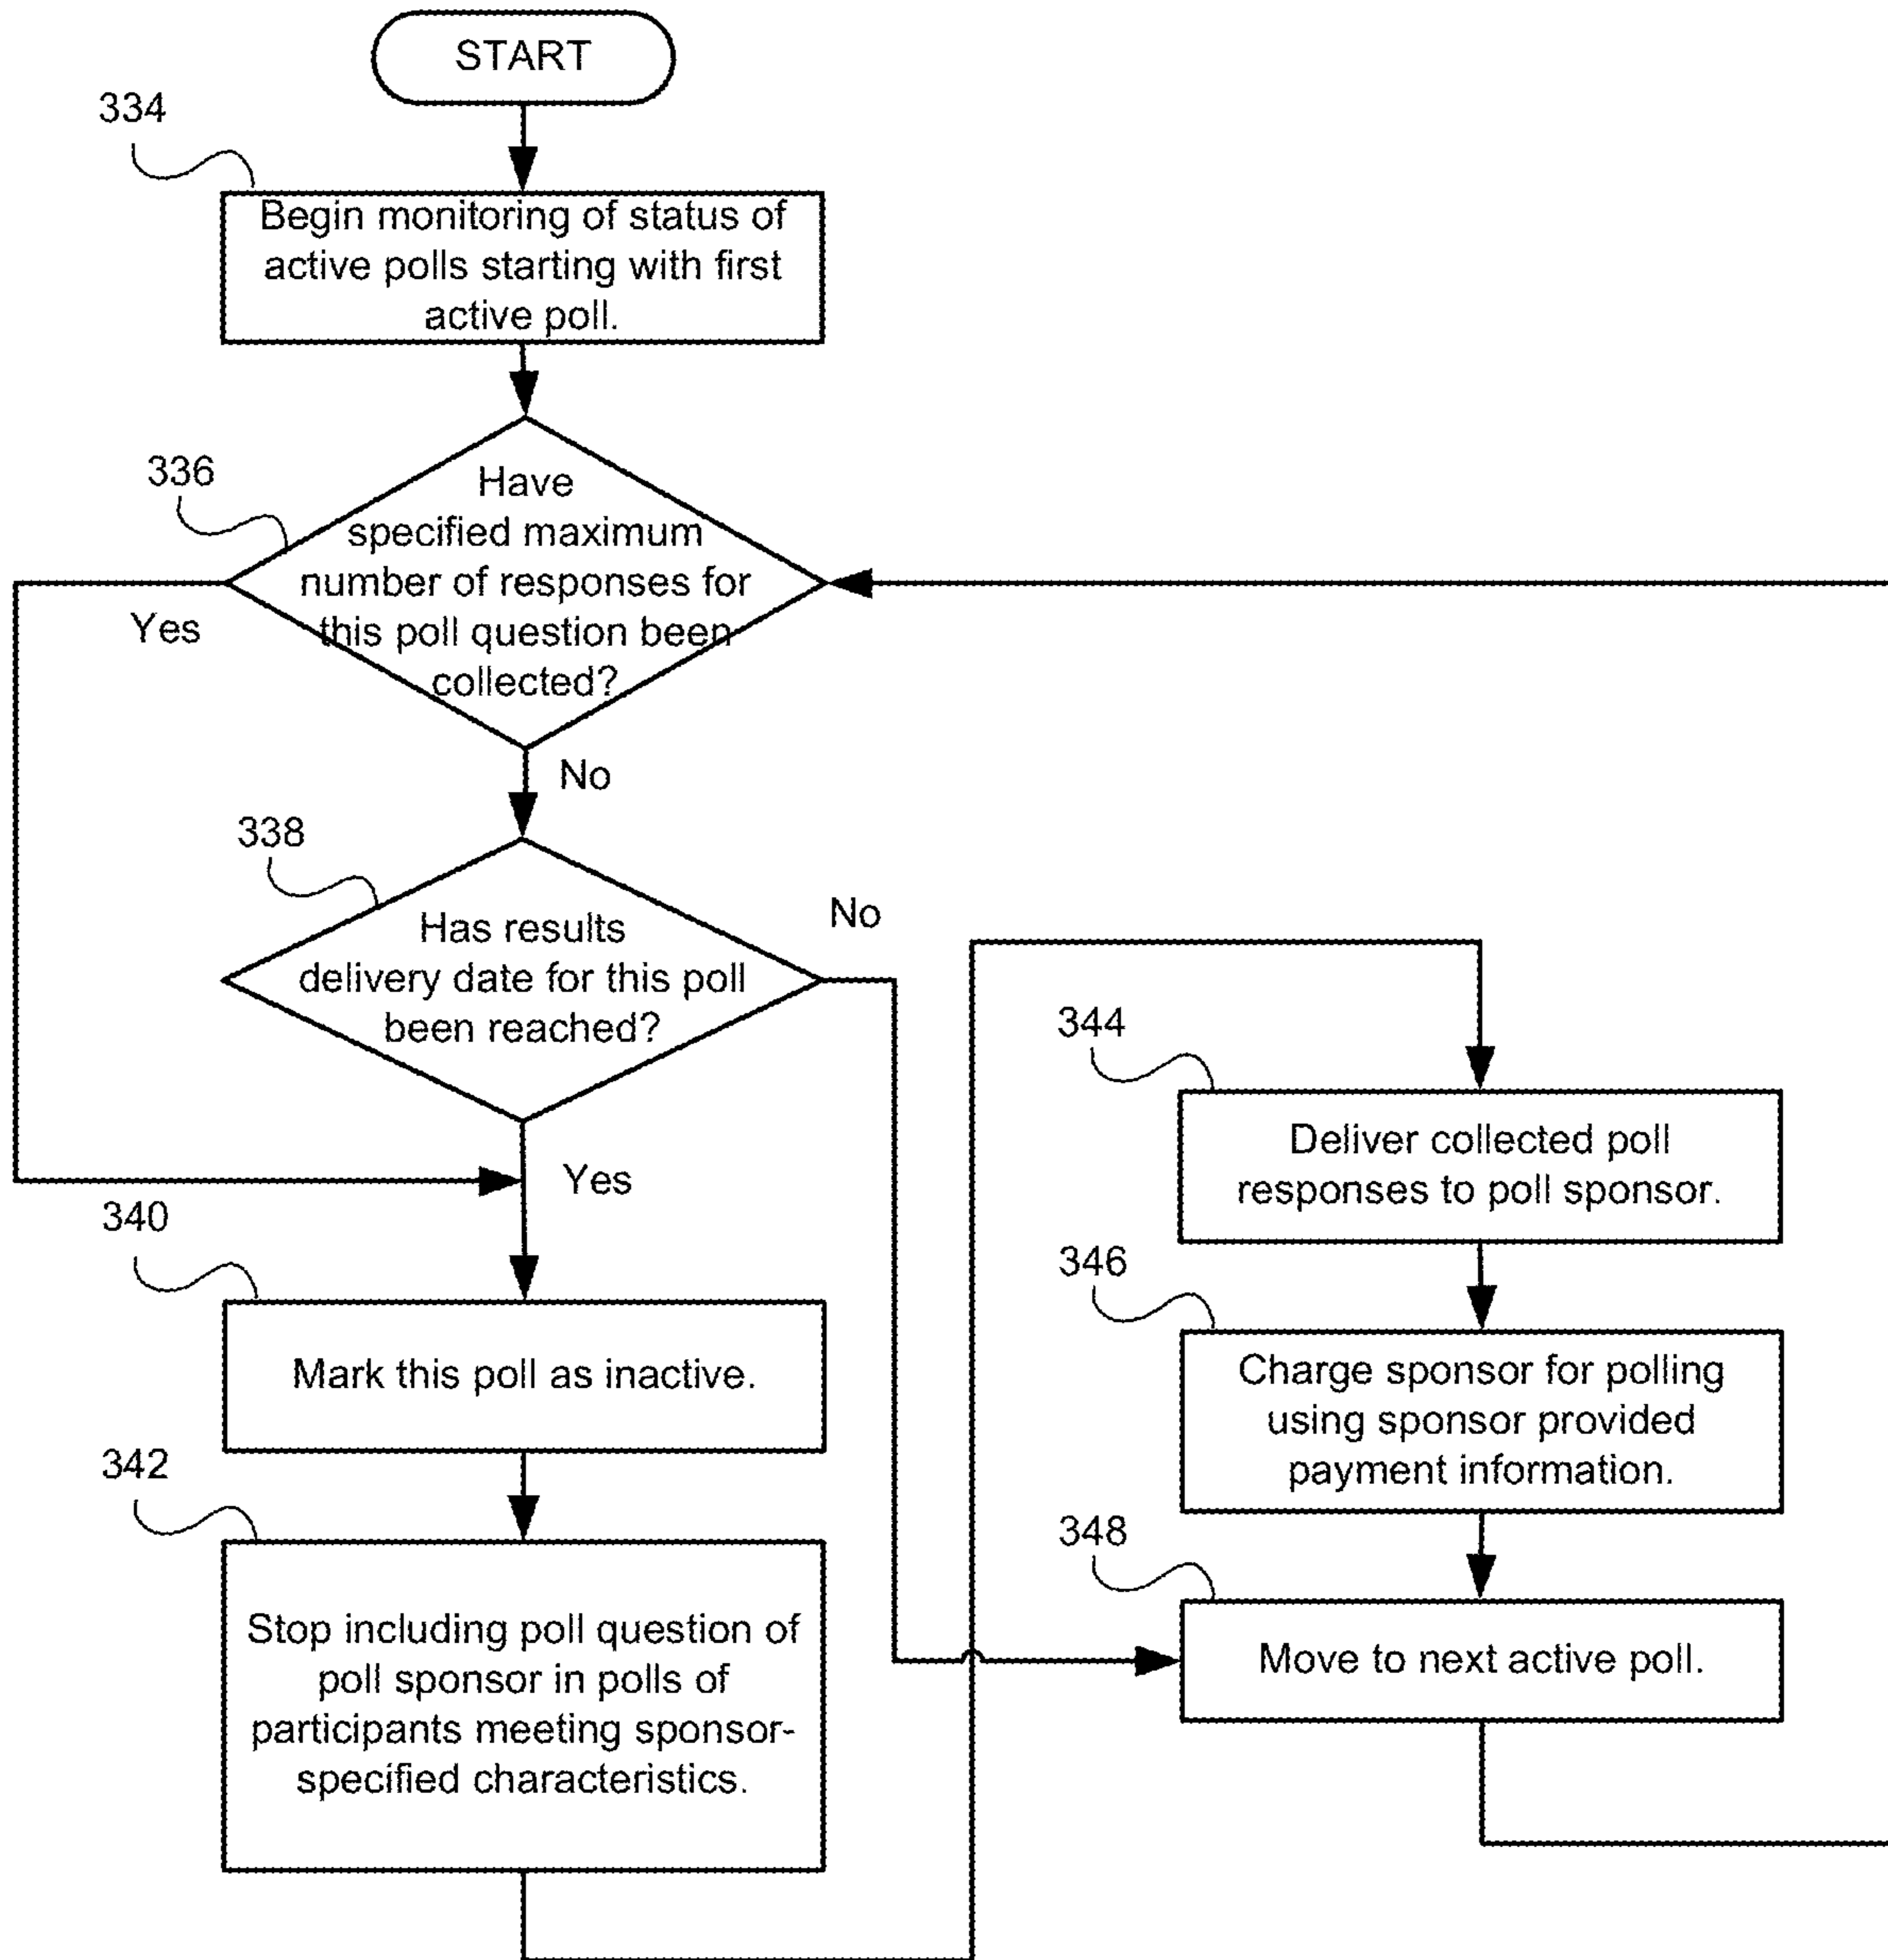 START
334
Begin monitoring of status of
active polls starting with first
active poll.
336
Have
specified maximum
number of responses for
this poll question been
collected?
Yes
No
338
Has results
delivery date for this poll
been reached?
No
Yes
340
Mark this poll as inactive.
342
Stop including poll question of
poll sponsor in polls of
participants meeting sponsor-
specified characteristics.
344
Deliver collected poll
responses to poll sponsor.
346
Charge sponsor for polling
using sponsor provided
payment information.
348
Move to next active poll.